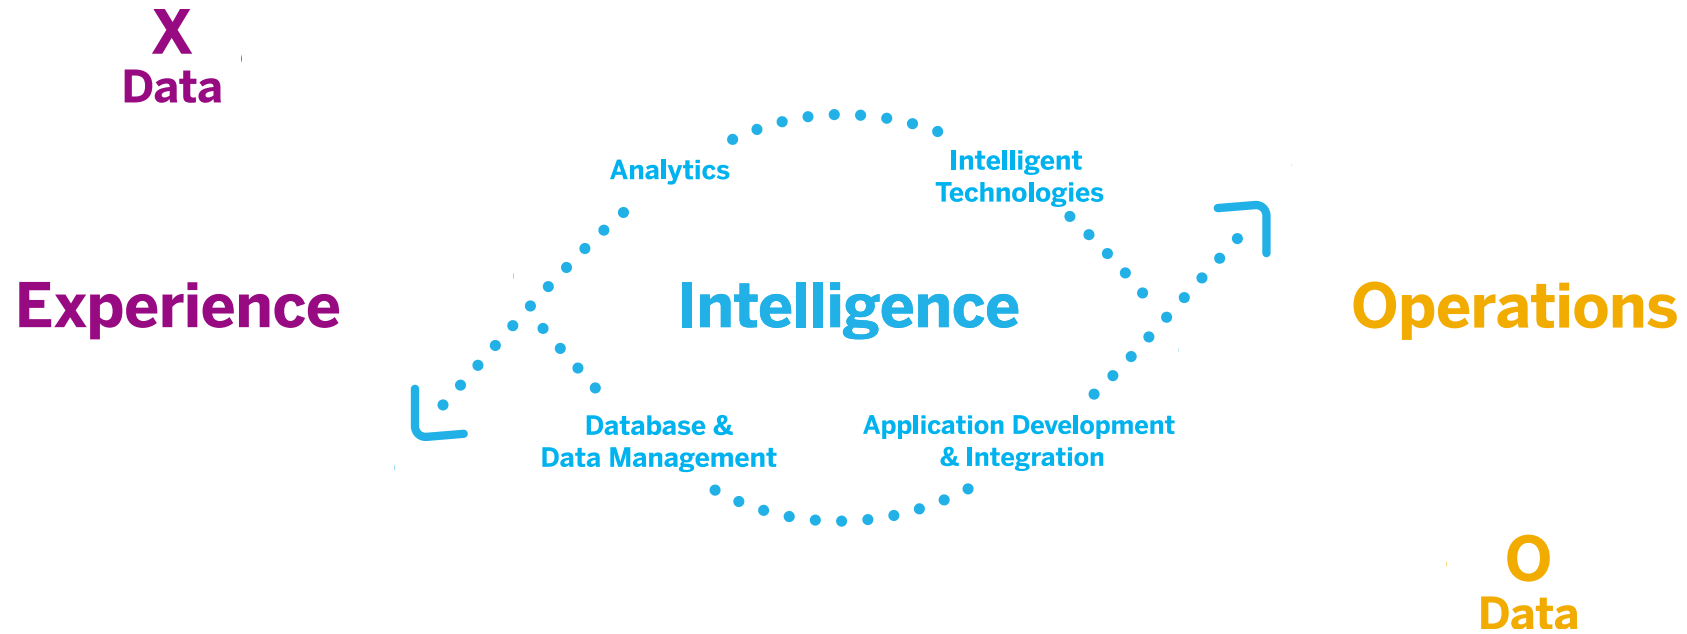 X
Data
Analytics
Intelligent
Technologies
Experience
Intelligence
Operations
Database &
Data Management
Application Development
& Integration
O
Data